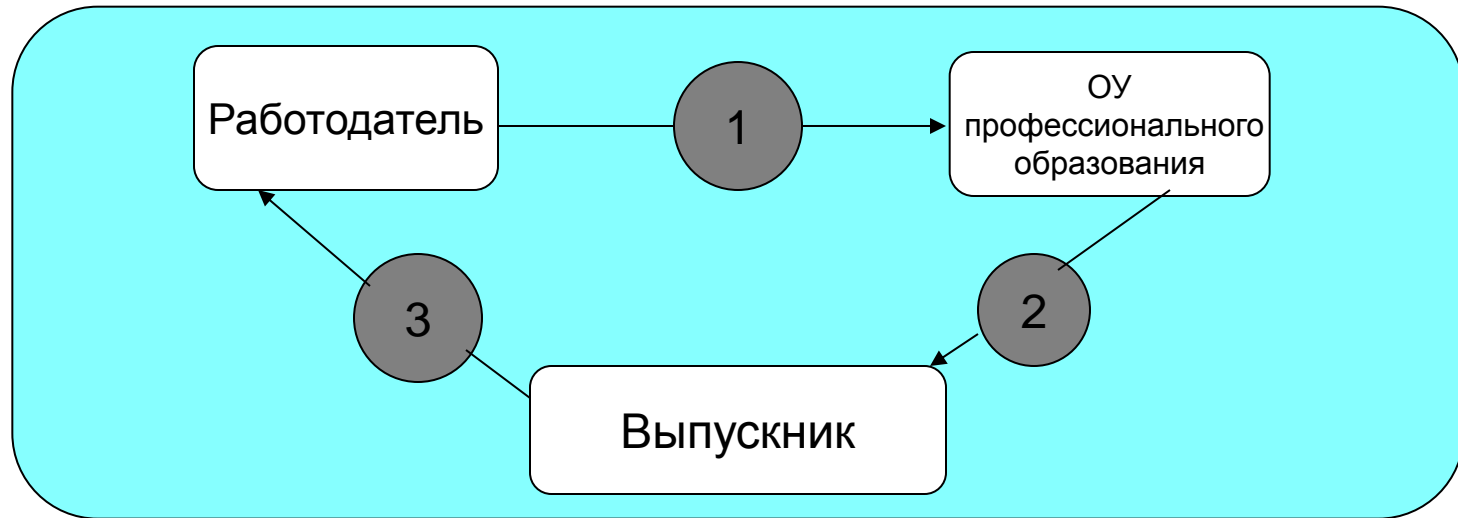 Работодатель
1
ОУ
профессионального
образования
3
2
Выпускник